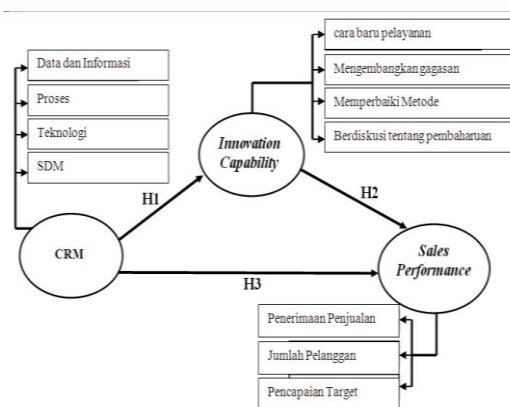 cara baru pelayanan
Mengembangkan gagasan
Memperbaiki Metode
Berdiskusi tentang pembaharuan
Data dan Informasi
Proses
Teknologi
SDM
Innovation
Capability
H1
H2
CRM
H3
Sales
Performance
Penerimaan Penjualan
Jumlah Pelanggan
Pencapaian Target